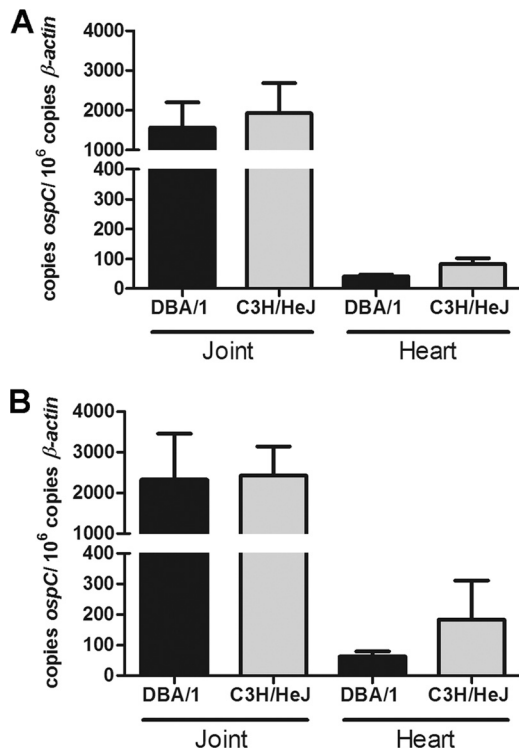 A
copies ospC/ 10⁶ copies β-actin
4000
3000
2000
1000
400
300
200
100
0
DBA/1 C3H/HeJ DBA/1 C3H/HeJ
Joint Heart
B
copies ospC/ 10⁶ copies β-actin
4000
3000
2000
1000
400
300
200
100
0
DBA/1 C3H/HeJ DBA/1 C3H/HeJ
Joint Heart